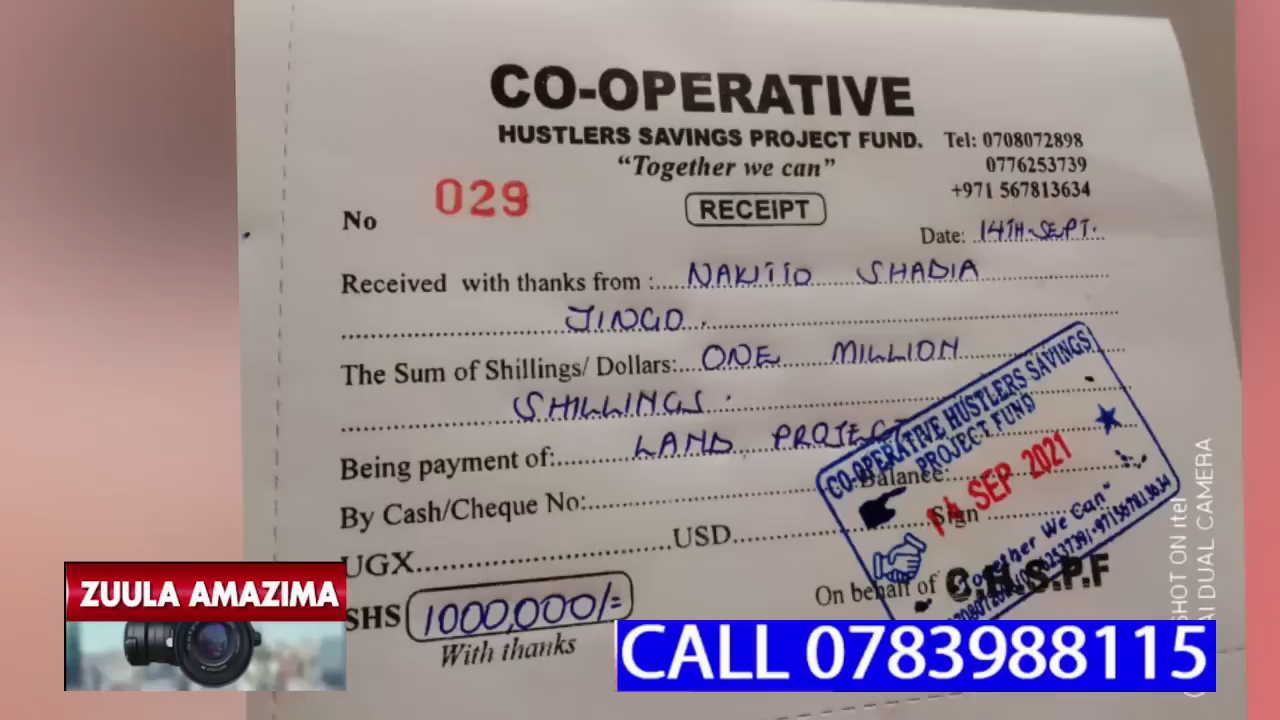 CO-OPERATIVE
HUSTLERS SAVINGS PROJECT FUND.
"Together we can"
Tel: 0708072898
0776253739
+971 567813634
No 029
RECEIPT
Date: 14TH-SEPT.
Received with thanks from : NAKIIO SHADIA
JINGO.
The Sum of Shillings/ Dollars: ONE MILLION
SHILLINGS.
Being payment of: LAND PROJECT
By Cash/Cheque No: Balance:
UGX USD Sign
SHS 1000,000/=
With thanks
On behalf of C.H.S.P.F
CO-OPERATIVE HUSTLERS SAVINGS
PROJECT FUND
14 SEP 2021
Together We Can"
SHOT ON itel
AI DUAL CAMERA
ZUULA AMAZIMA
CALL 0783988115